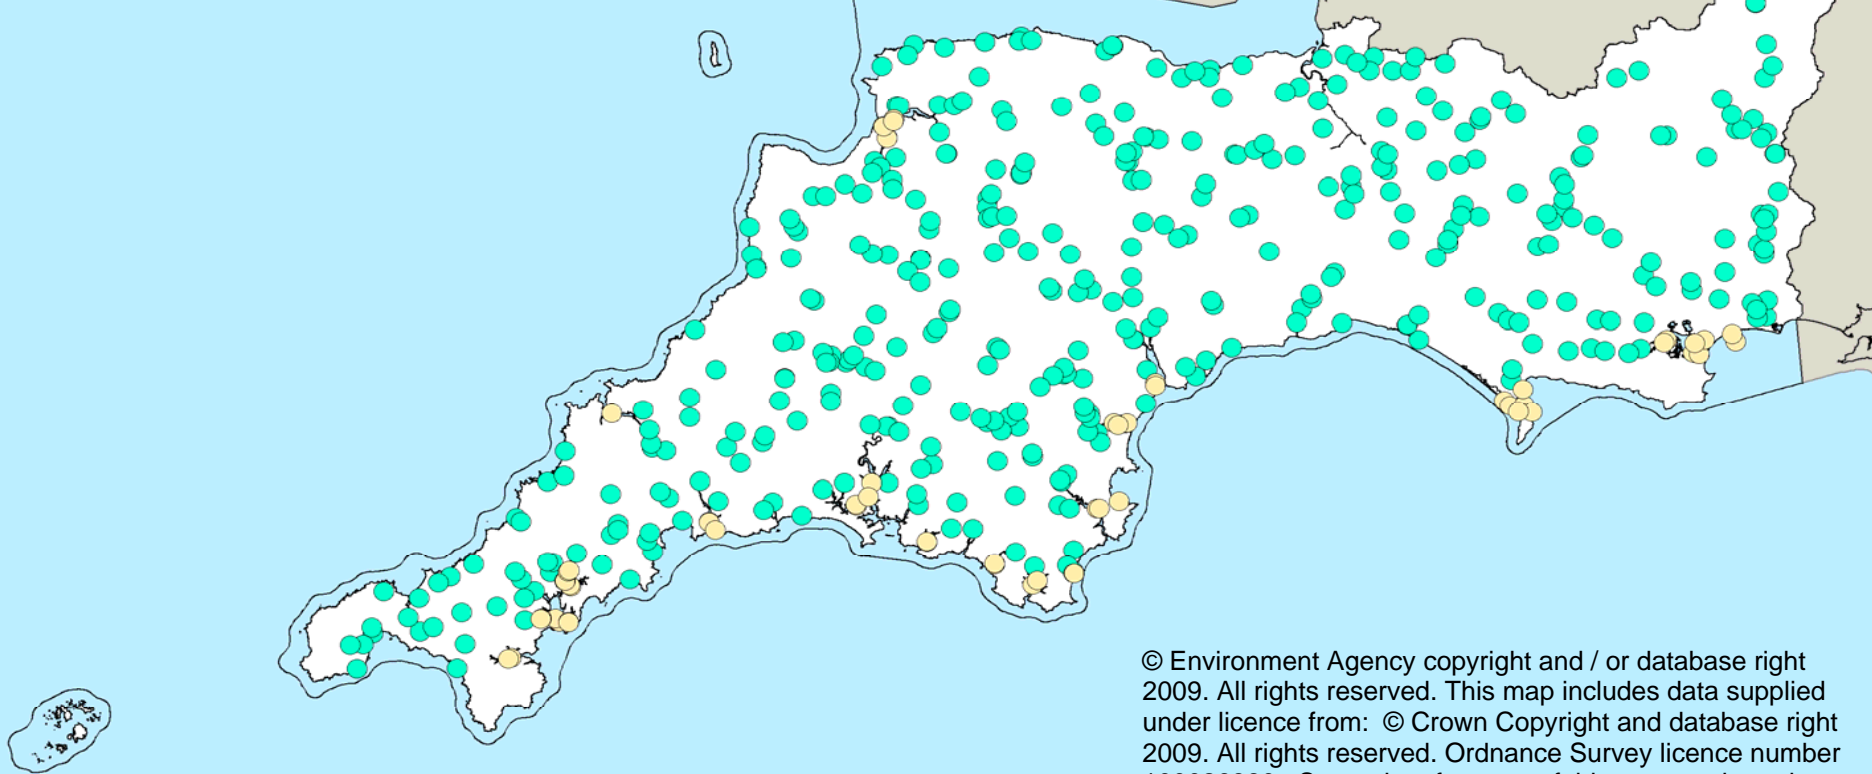 © Environment Agency copyright and / or database right
2009. All rights reserved. This map includes data supplied
under licence from: © Crown Copyright and database right
2009. All rights reserved. Ordnance Survey licence number